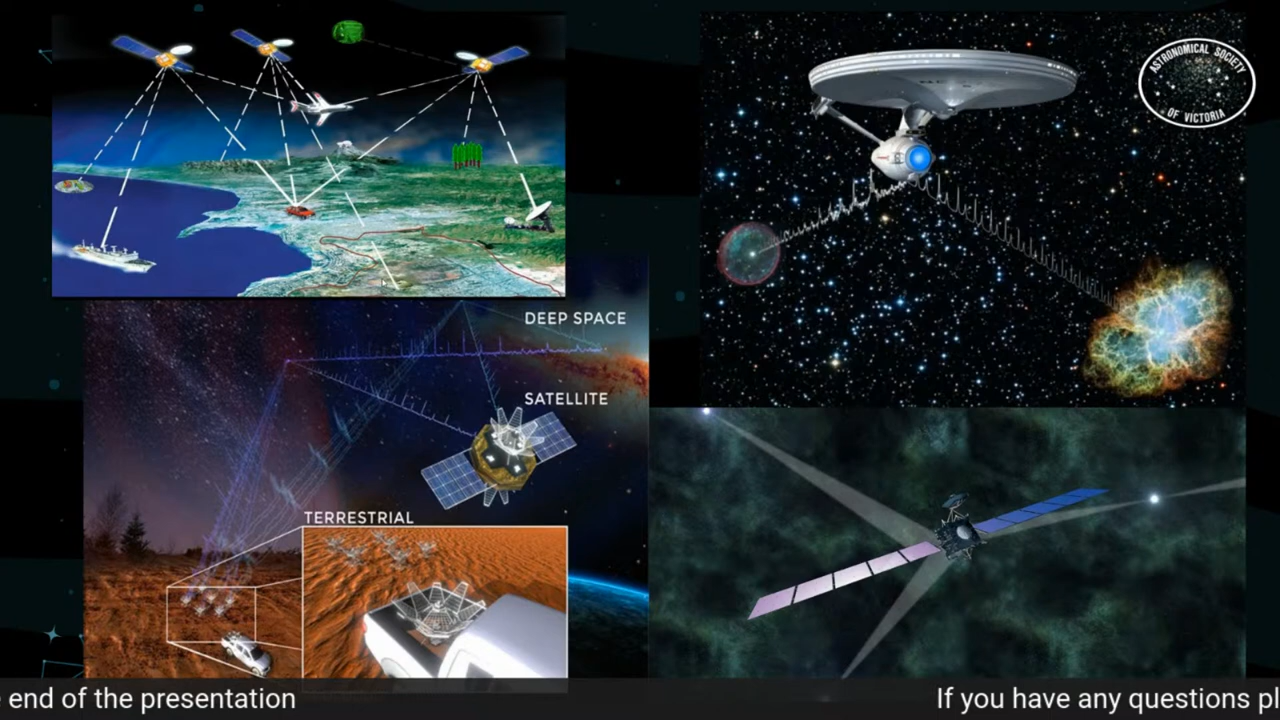 ASTRONOMICAL SOCIETY
OF VICTORIA
DEEP SPACE
SATELLITE
TERRESTRIAL
end of the presentation
If you have any questions pl